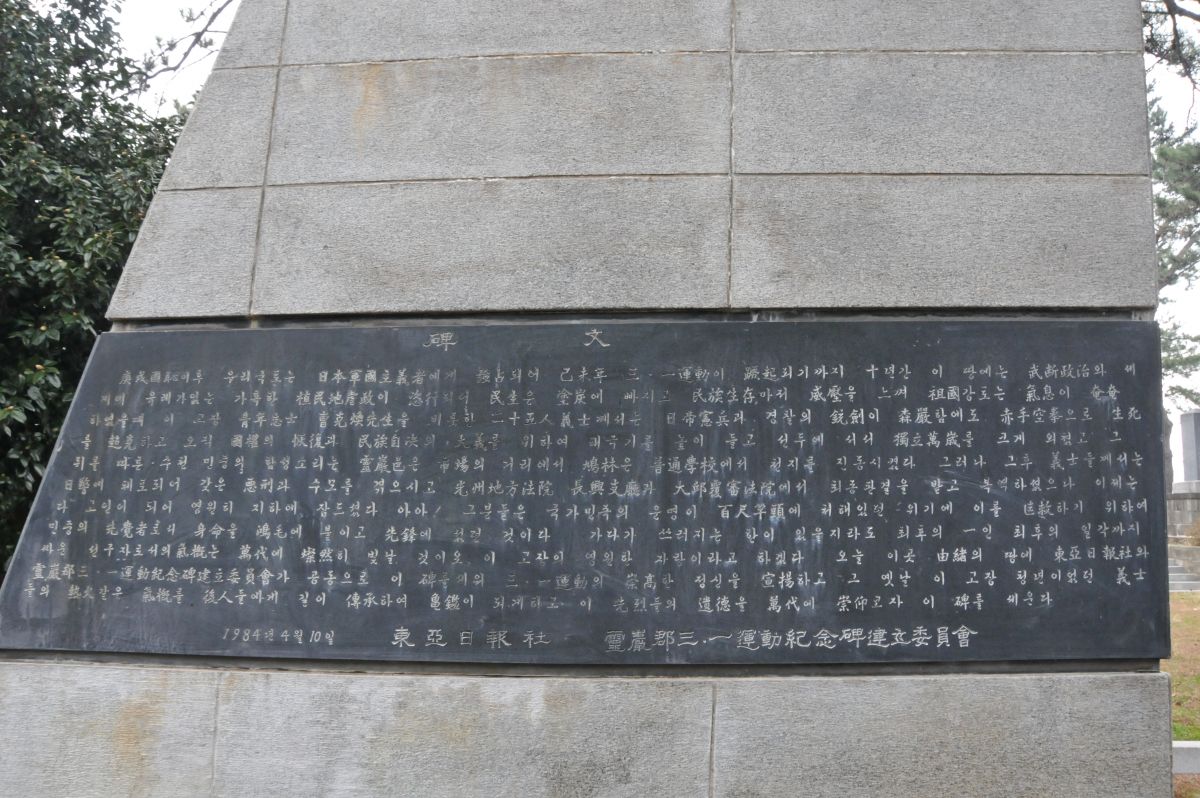 碑 文
庚戌國恥이후 우리국토는 日本軍國主義者에게 强占되어 己未年 三·一運動이 蹶起되기까지 十년간 이 땅에는 武斷政治와 세
계에 유례가없는 가혹한 植民地虐政이 恣行되어 民生은 塗炭에 빠지고 民族生存마저 威壓을 느껴 祖國강토는 氣息이 奄奄
하였을때 이 고장 靑年志士 曺克煥先生을 비롯한 二十亞人義士께서는 日帝憲兵과 경찰의 銃劍이 森嚴함에도 赤手空拳으로 生死
를 超克하고 오직 國權의 恢復과 民族自決의 大義를 위하여 태극기를 높이 들고 선두에 서서 獨立萬歲를 크게 외쳤고 그
뒤를 따른 수천 민중의 함성소리는 靈巖邑은 市場의 거리에서 鳩林은 普通學校에서 천지를 진동시켰다 그러나 그후 義士들께서는
日警에 체포되어 갖은 惡刑과 수모를 겪으시고 光州地方法院 長興支廳과 大邱覆審法院에서 최종판결을 받고 복역하셨으나 이제는
다 고인이 되어 영원히 지하에 잠드셨다 아아! 그분들은 국가민족의 운명이 百尺竿頭에 처해있던 위기에 이를 匡救하기 위하여
민중의 先覺者로서 身命을 鴻毛에 붙이고 先鋒에 섰던 것이라 가다가 쓰러지는 한이 있을지라도 최후의 一인 최후의 일각까지
싸운 선구자로서의 氣槪는 萬代에 燦然히 빛날 것이오 이 고장이 영원한 자랑이라고 하겠다 오늘 이곳 由緖의 땅에 東亞日報社와
靈巖郡三·一運動紀念碑建立委員會가 공동으로 이 碑를 세워 三·一運動의 崇高한 정신을 宣揚하고 그 옛날 이 고장 청년이었던 義士
들의 熱火같은 氣槪를 後人들에게 길이 傳承하여 龜鑑이 되게하고 이 先烈들의 遺德을 萬代에 崇仰코자 이 碑를 세운다
1984年 4月 10일 東亞日報社 靈巖郡三·一運動紀念碑建立委員會